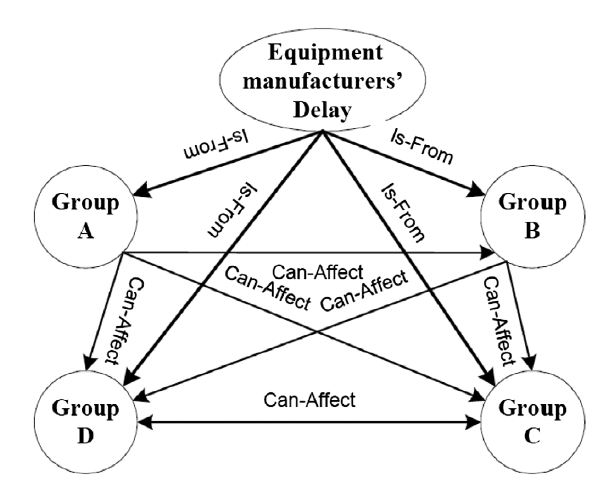 Equipment
manufacturers'
Delay
Is-From
Is-From
Is-From
Is-From
Group
A
Group
B
Can-Affect
Can-Affect
Can-Affect
Can-Affect
Can-Affect
Can-Affect
Group
D
Group
C